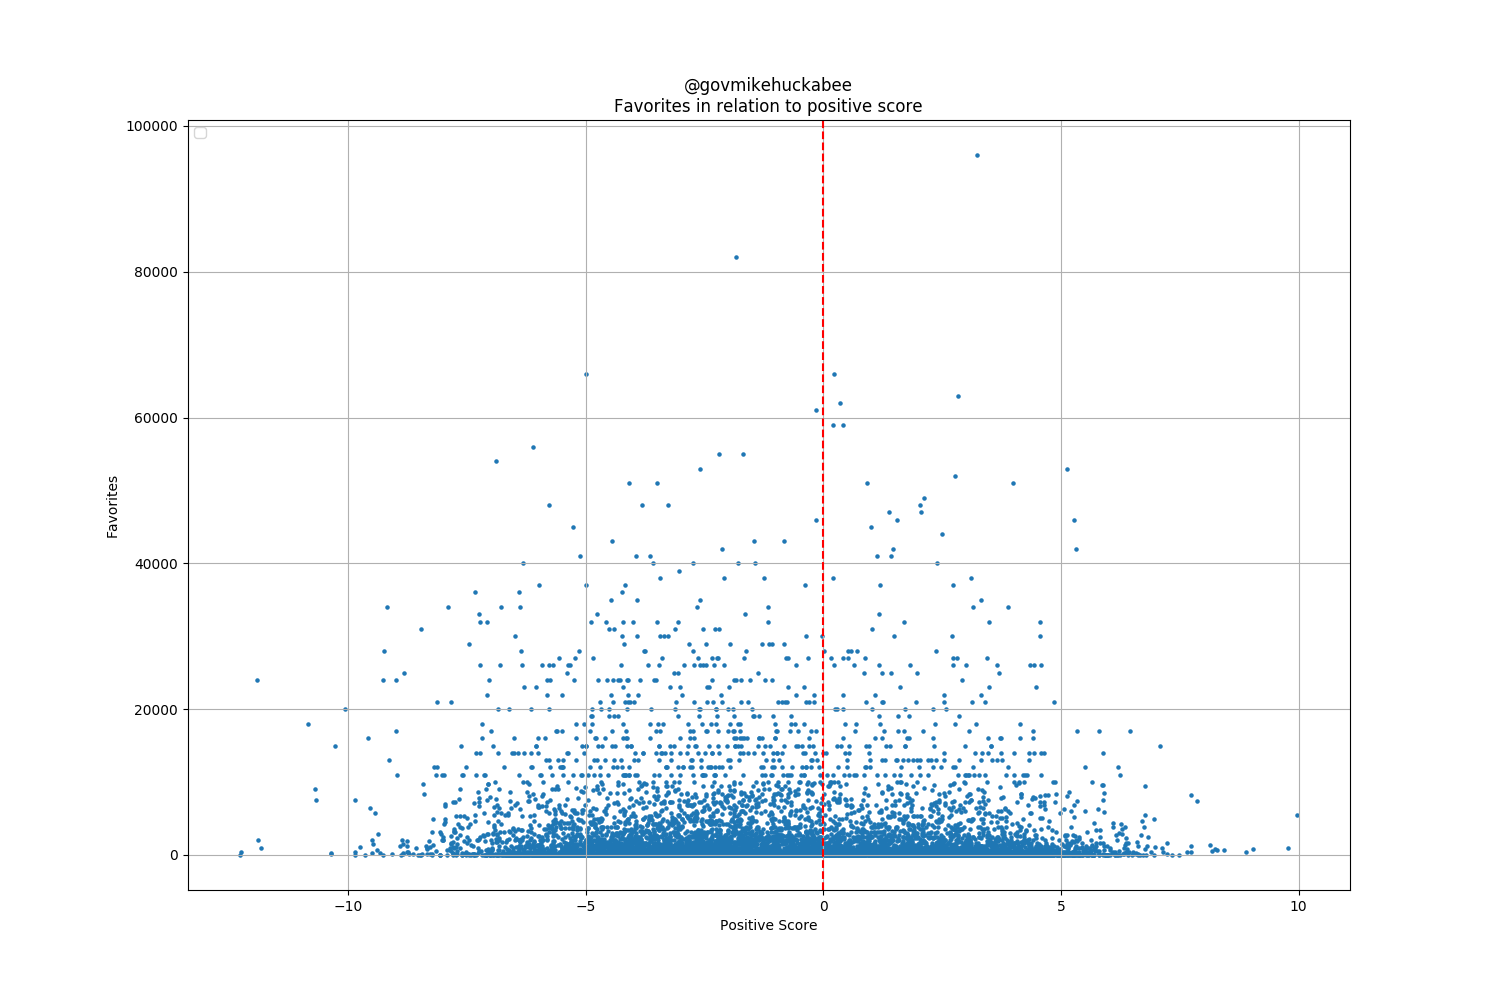 @govmikehuckabee
Favorites in relation to positive score
100000
80000
60000
40000
20000
0
Favorites
−10
−5
0
5
10
Positive Score